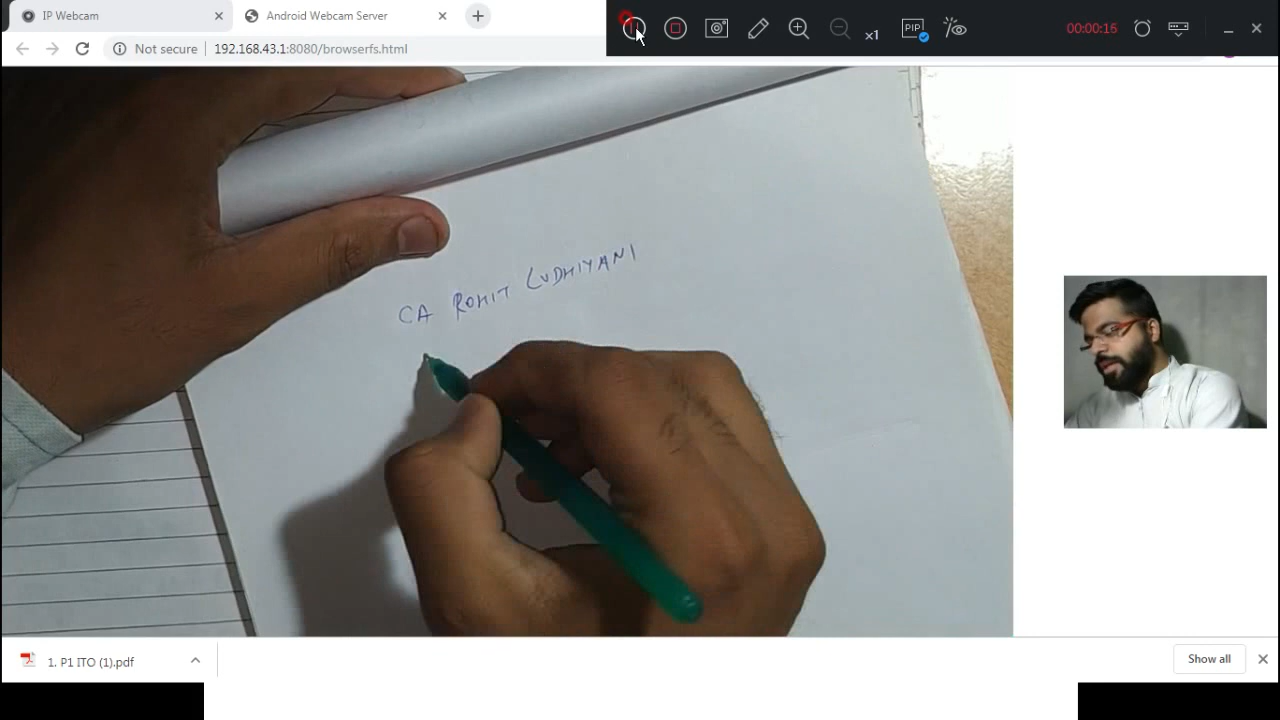 IP Webcam
Android Webcam Server
x1
PIP
00:00:16
Not secure
192.168.43.1:8080/browserfs.html
CA ROHIT LUDHIYANI
1. P1 ITO (1).pdf
Show all